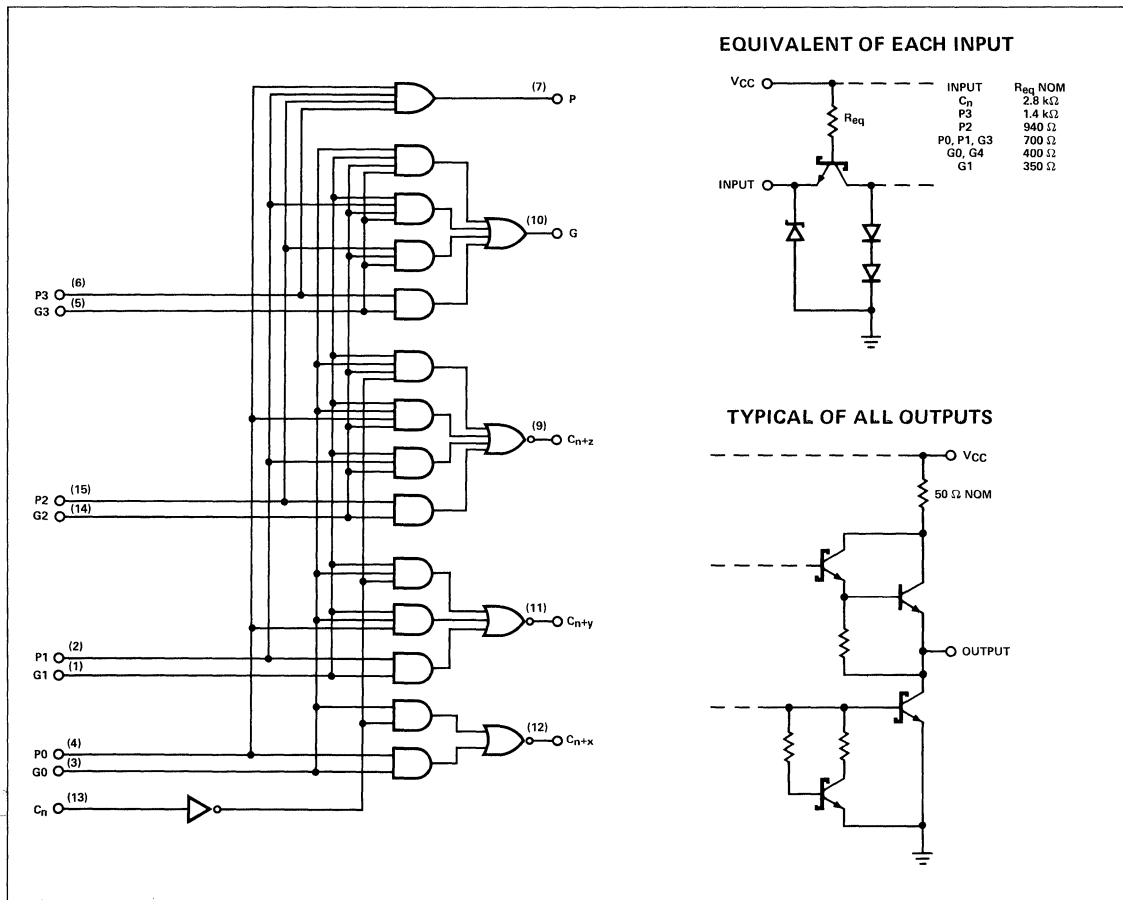 EQUIVALENT OF EACH INPUT
VCC
INPUT Req NOM
Cn 2.8 kΩ
P3 1.4 kΩ
P2 940 Ω
P0, P1, G3 700 Ω
G0, G4 400 Ω
G1 350 Ω
Req
INPUT
(7) P
(10) G
P3 (6)
G3 (5)
(9) Cn+z
P2 (15)
G2 (14)
(11) Cn+y
P1 (2)
G1 (1)
(12) Cn+x
P0 (4)
G0 (3)
Cn (13)
TYPICAL OF ALL OUTPUTS
VCC
50 Ω NOM
OUTPUT